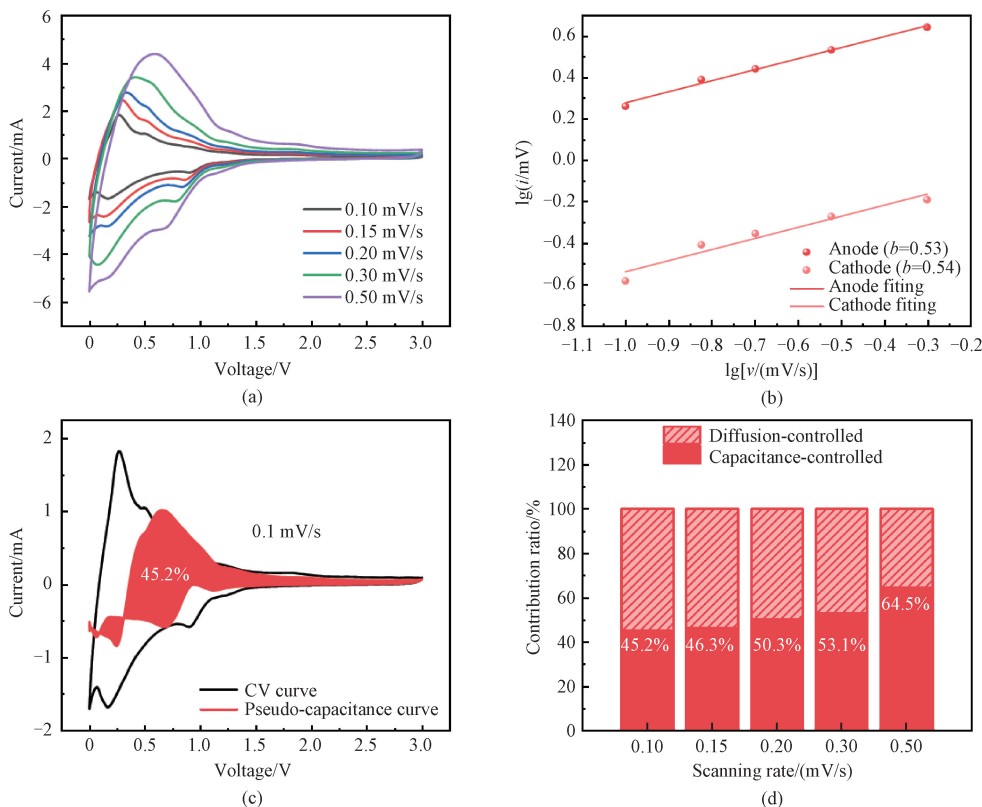 6
4
2
0
−2
−4
−6
Current/mA
0.10 mV/s
0.15 mV/s
0.20 mV/s
0.30 mV/s
0.50 mV/s
0 0.5 1.0 1.5 2.0 2.5 3.0
Voltage/V
(a)
0.6
0.4
0.2
0.0
−0.2
−0.4
−0.6
−0.8
lg(i/mV)
Anode (b=0.53)
Cathode (b=0.54)
Anode fiting
Cathode fiting
−1.1 −1.0 −0.9 −0.8 −0.7 −0.6 −0.5 −0.4 −0.3 −0.2
lg[v/(mV/s)]
(b)
2
1
0
−1
−2
Current/mA
0.1 mV/s
45.2%
CV curve
Pseudo-capacitance curve
0 0.5 1.0 1.5 2.0 2.5 3.0
Voltage/V
(c)
140
120
100
80
60
40
20
0
Contribution ratio/%
Diffusion-controlled
Capacitance-controlled
45.2% 46.3% 50.3% 53.1% 64.5%
0.10 0.15 0.20 0.30 0.50
Scanning rate/(mV/s)
(d)